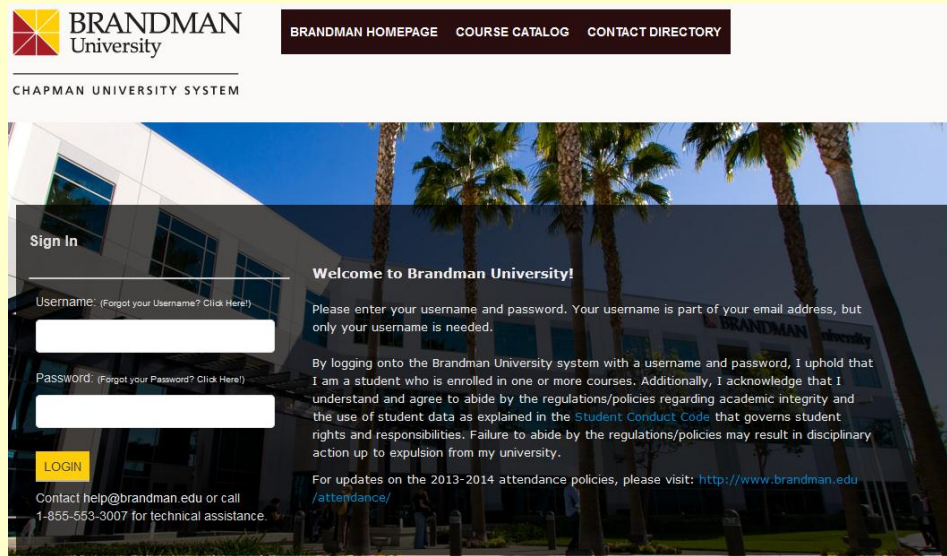 BRANDMAN
University
CHAPMAN UNIVERSITY SYSTEM
BRANDMAN HOMEPAGE COURSE CATALOG CONTACT DIRECTORY
Sign In
Username: (Forgot your Username? Click Here!)
Password: (Forgot your Password? Click Here!)
LOGIN
Contact help@brandman.edu or call
1-855-553-3007 for technical assistance.
Welcome to Brandman University!
Please enter your username and password. Your username is part of your email address, but
only your username is needed.
By logging onto the Brandman University system with a username and password, I uphold that
I am a student who is enrolled in one or more courses. Additionally, I acknowledge that I
understand and agree to abide by the regulations/policies regarding academic integrity and
the use of student data as explained in the Student Conduct Code that governs student
rights and responsibilities. Failure to abide by the regulations/policies may result in disciplinary
action up to expulsion from my university.
For updates on the 2013-2014 attendance policies, please visit: http://www.brandman.edu
/attendance/
BRANDMAN University